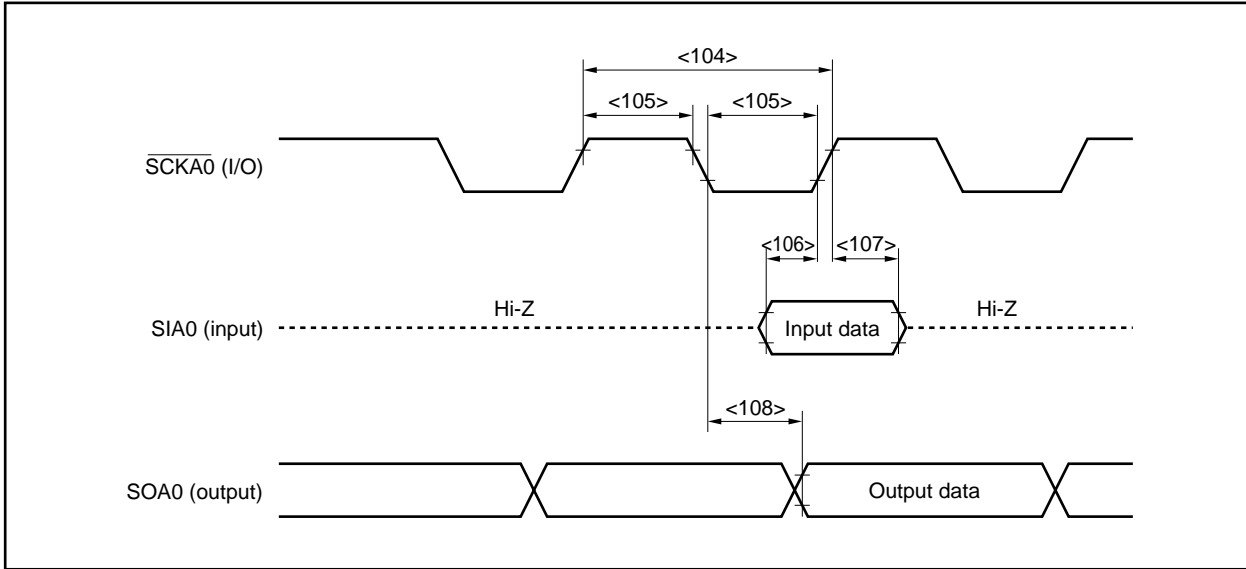 <104>
<105> <105>
SCKA0 (I/O)
<106> <107>
Hi-Z Hi-Z
SIA0 (input) Input data
<108>
SOA0 (output) Output data